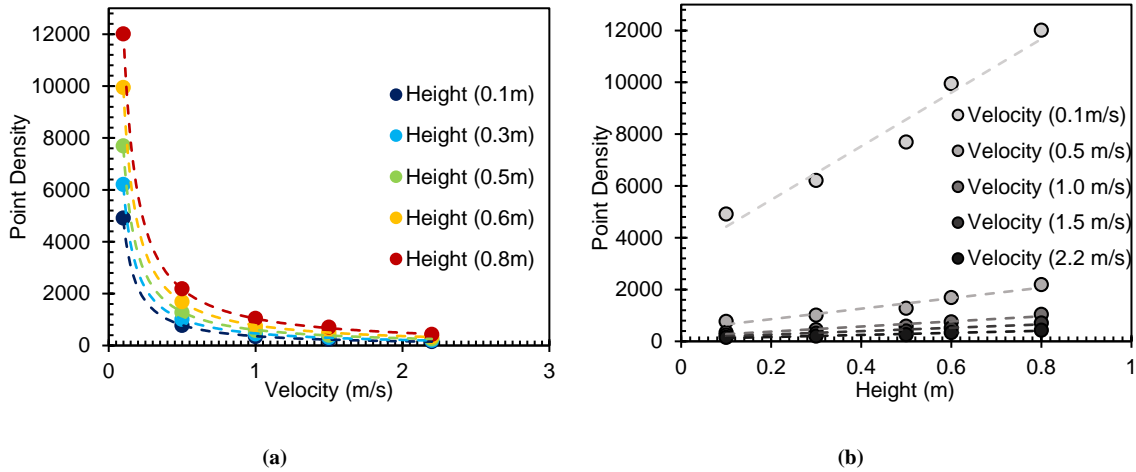 12000
10000
8000
6000
4000
2000
0
Point Density
Height (0.1m)
Height (0.3m)
Height (0.5m)
Height (0.6m)
Height (0.8m)
0 1 2 3
Velocity (m/s)
(a)
12000
10000
8000
6000
4000
2000
0
Point Density
Velocity (0.1m/s)
Velocity (0.5 m/s)
Velocity (1.0 m/s)
Velocity (1.5 m/s)
Velocity (2.2 m/s)
0 0.2 0.4 0.6 0.8 1
Height (m)
(b)